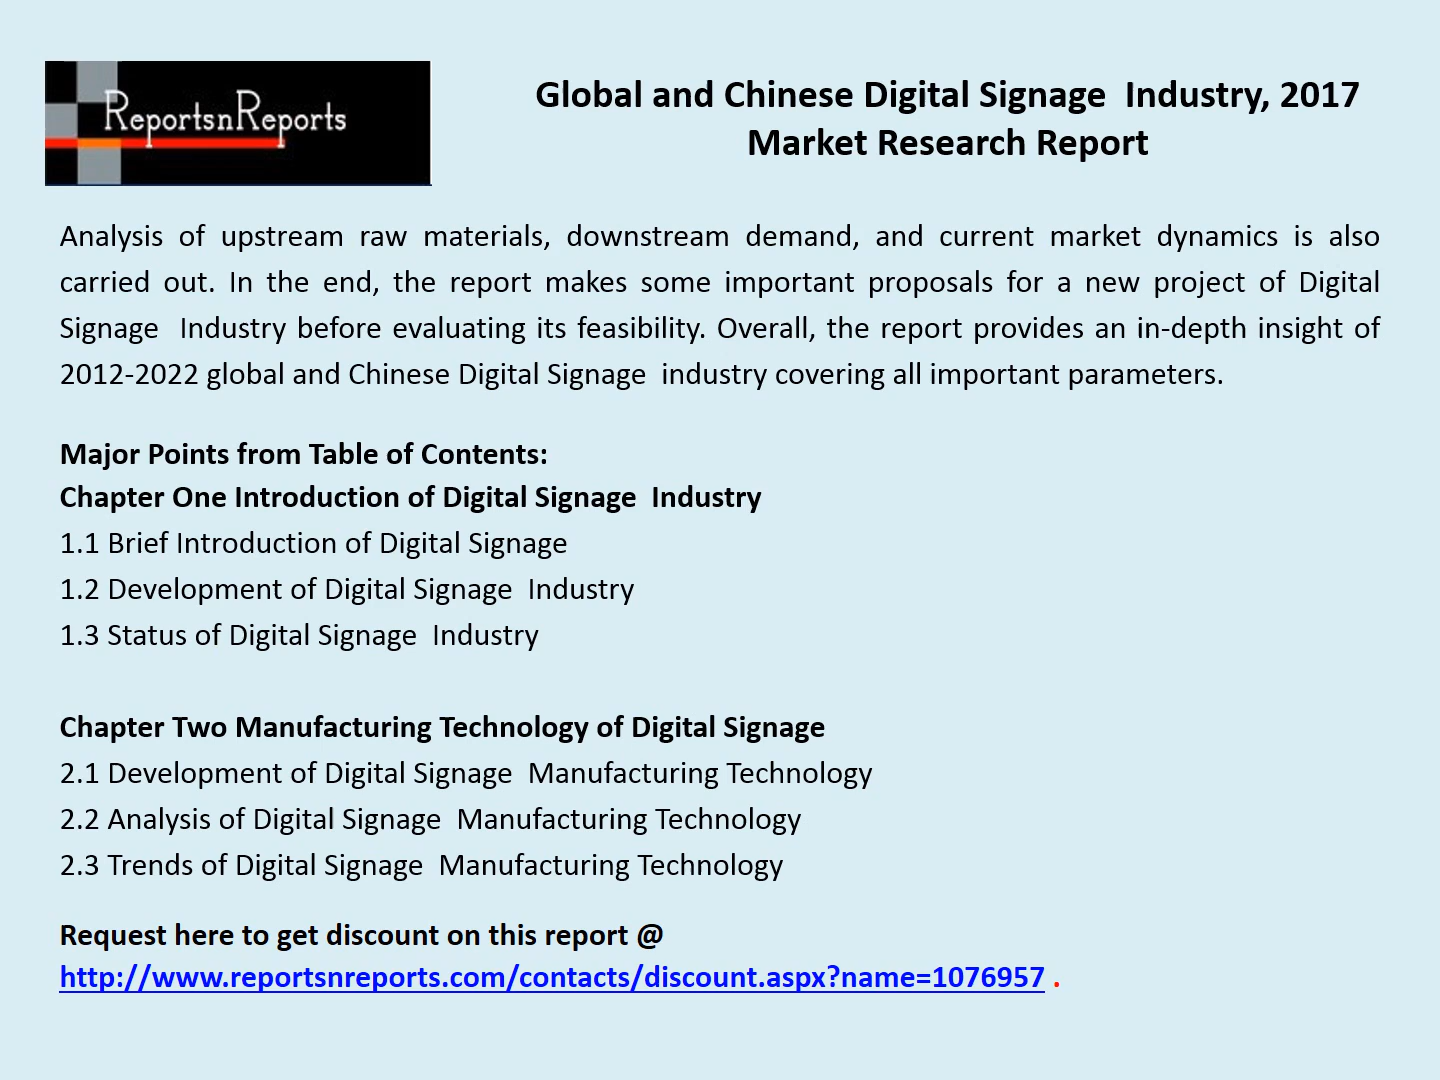 ReportsnReports
Global and Chinese Digital Signage  Industry, 2017
Market Research Report
Analysis of upstream raw materials, downstream demand, and current market dynamics is also
carried out. In the end, the report makes some important proposals for a new project of Digital
Signage  Industry before evaluating its feasibility. Overall, the report provides an in-depth insight of
2012-2022 global and Chinese Digital Signage  industry covering all important parameters.
Major Points from Table of Contents:
Chapter One Introduction of Digital Signage  Industry
1.1 Brief Introduction of Digital Signage
1.2 Development of Digital Signage  Industry
1.3 Status of Digital Signage  Industry
Chapter Two Manufacturing Technology of Digital Signage
2.1 Development of Digital Signage  Manufacturing Technology
2.2 Analysis of Digital Signage  Manufacturing Technology
2.3 Trends of Digital Signage  Manufacturing Technology
Request here to get discount on this report @
http://www.reportsnreports.com/contacts/discount.aspx?name=1076957 .